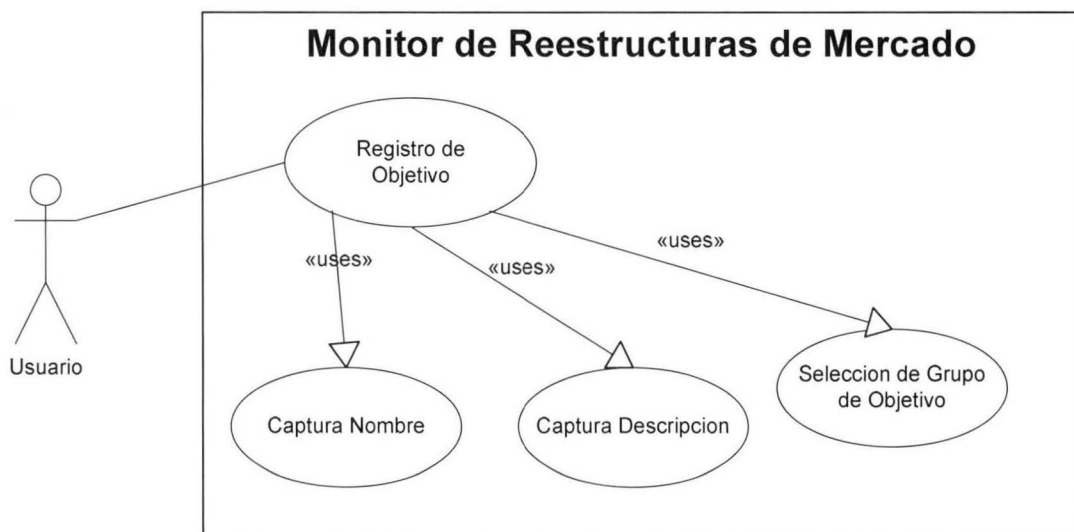 Monitor de Reestructuras de Mercado
Registro de
Objetivo
«uses»
«uses»
«uses»
Usuario
Captura Nombre
Captura Descripcion
Seleccion de Grupo
de Objetivo